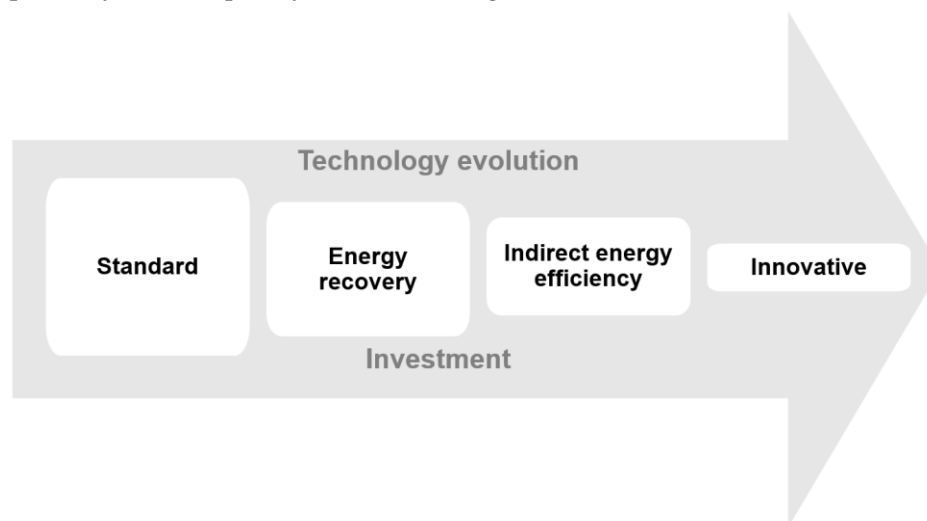 Technology evolution
Standard
Energy
recovery
Indirect energy
efficiency
Innovative
Investment